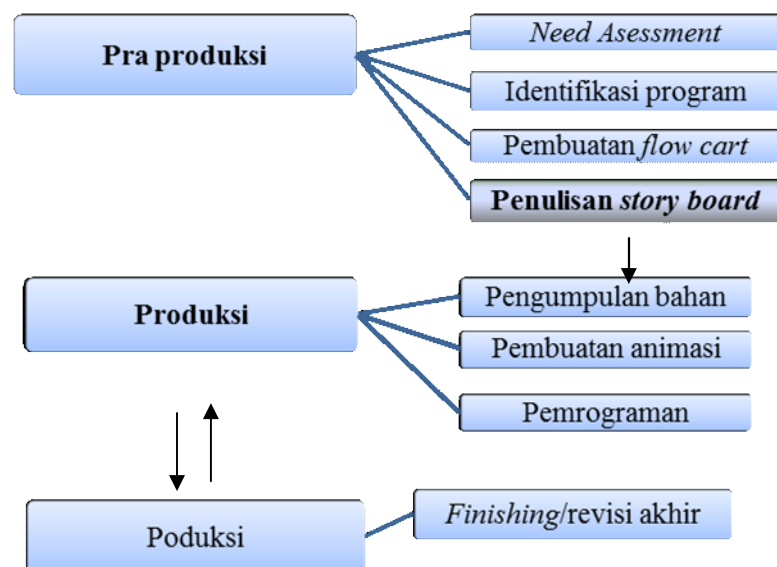 Pra produksi
Need Asessment
Identifikasi program
Pembuatan flow cart
Penulisan story board
Produksi
Pengumpulan bahan
Pembuatan animasi
Pemrograman
Poduksi
Finishing/revisi akhir